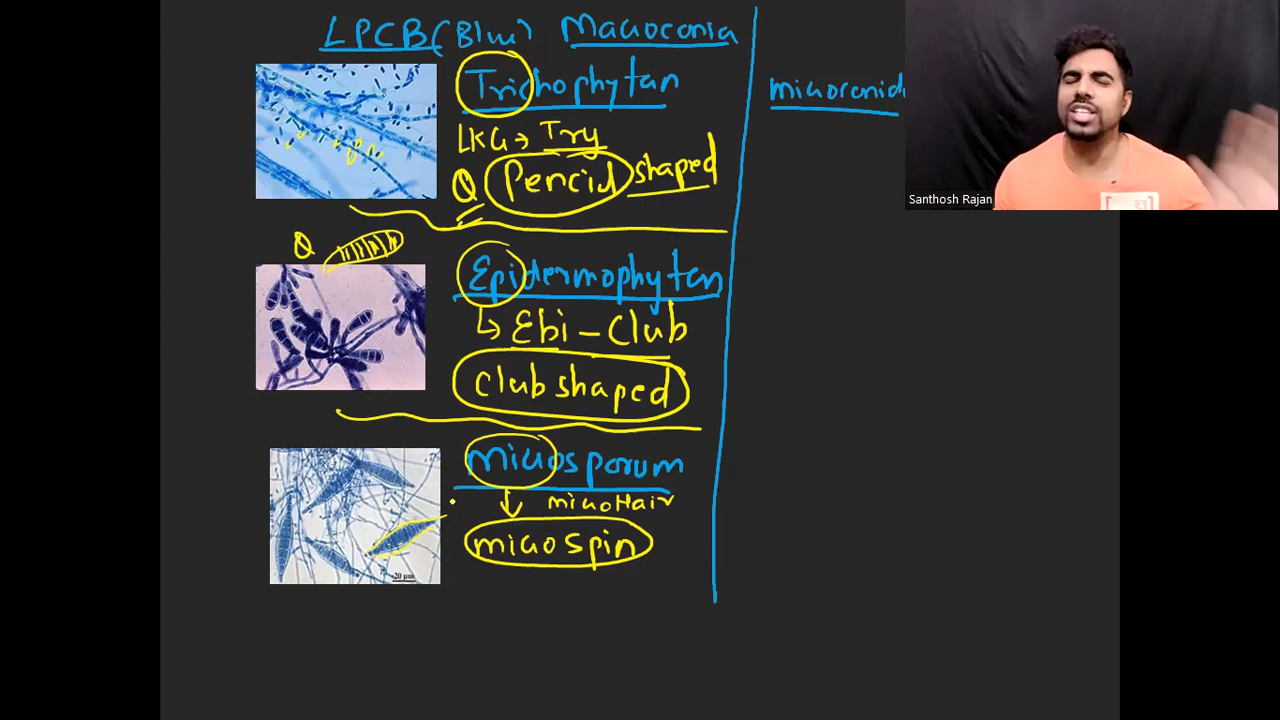 LPCB (Blue) Macroconia
Trichophyton
LKG → Try
Q Pencil shaped
Q
Epidermophyton
↳ Ebi - Club
Club shaped
microsporum
↓ microHair
microspin
20 µm
microconid
Santhosh Rajan